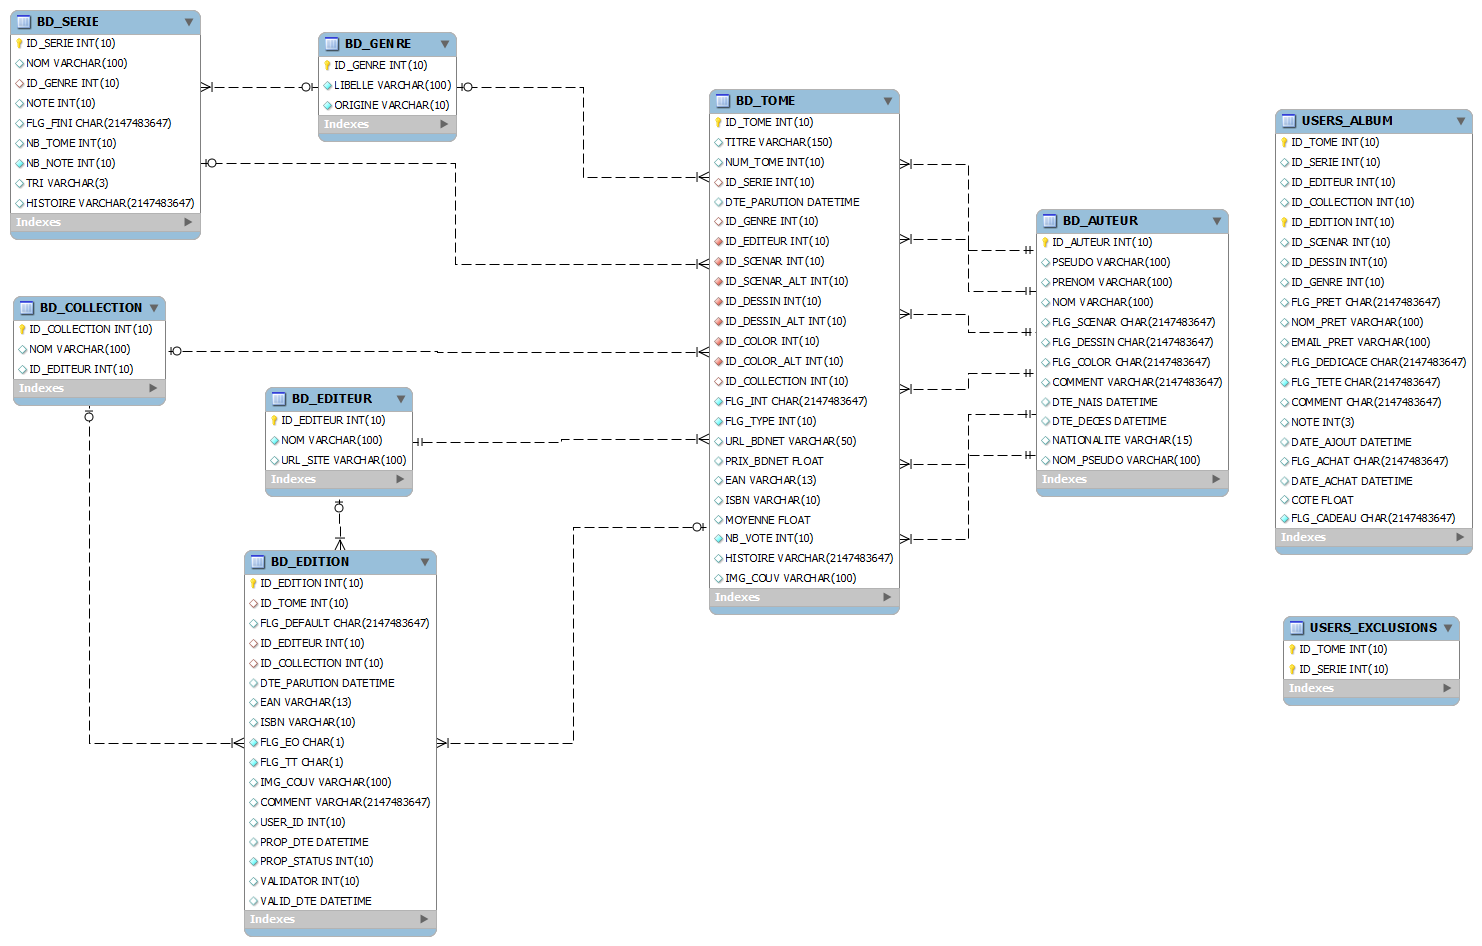 BD_SERIE
ID_SERIE INT(10)
NOM VARCHAR(100)
ID_GENRE INT(10)
NOTE INT(10)
FLG_FINI CHAR(2147483647)
NB_TOME INT(10)
NB_NOTE INT(10)
TRI VARCHAR(3)
HISTOIRE VARCHAR(2147483647)
Indexes
BD_GENRE
ID_GENRE INT(10)
LIBELLE VARCHAR(100)
ORIGINE VARCHAR(10)
Indexes
BD_COLLECTION
ID_COLLECTION INT(10)
NOM VARCHAR(100)
ID_EDITEUR INT(10)
Indexes
BD_EDITEUR
ID_EDITEUR INT(10)
NOM VARCHAR(100)
URL_SITE VARCHAR(100)
Indexes
BD_EDITION
ID_EDITION INT(10)
ID_TOME INT(10)
FLG_DEFAULT CHAR(2147483647)
ID_EDITEUR INT(10)
ID_COLLECTION INT(10)
DTE_PARUTION DATETIME
EAN VARCHAR(13)
ISBN VARCHAR(10)
FLG_EO CHAR(1)
FLG_TT CHAR(1)
IMG_COUV VARCHAR(100)
COMMENT VARCHAR(2147483647)
USER_ID INT(10)
PROP_DTE DATETIME
PROP_STATUS INT(10)
VALIDATOR INT(10)
VALID_DTE DATETIME
Indexes
BD_TOME
ID_TOME INT(10)
TITRE VARCHAR(150)
NUM_TOME INT(10)
ID_SERIE INT(10)
DTE_PARUTION DATETIME
ID_GENRE INT(10)
ID_EDITEUR INT(10)
ID_SCENAR INT(10)
ID_SCENAR_ALT INT(10)
ID_DESSIN INT(10)
ID_DESSIN_ALT INT(10)
ID_COLOR INT(10)
ID_COLOR_ALT INT(10)
ID_COLLECTION INT(10)
FLG_INT CHAR(2147483647)
FLG_TYPE INT(10)
URL_BDNET VARCHAR(50)
PRIX_BDNET FLOAT
EAN VARCHAR(13)
ISBN VARCHAR(10)
MOYENNE FLOAT
NB_VOTE INT(10)
HISTOIRE VARCHAR(2147483647)
IMG_COUV VARCHAR(100)
Indexes
BD_AUTEUR
ID_AUTEUR INT(10)
PSEUDO VARCHAR(100)
PRENOM VARCHAR(100)
NOM VARCHAR(100)
FLG_SCENAR CHAR(2147483647)
FLG_DESSIN CHAR(2147483647)
FLG_COLOR CHAR(2147483647)
COMMENT VARCHAR(2147483647)
DTE_NAIS DATETIME
DTE_DECES DATETIME
NATIONALITE VARCHAR(15)
NOM_PSEUDO VARCHAR(100)
Indexes
USERS_ALBUM
ID_TOME INT(10)
ID_SERIE INT(10)
ID_EDITEUR INT(10)
ID_COLLECTION INT(10)
ID_EDITION INT(10)
ID_SCENAR INT(10)
ID_DESSIN INT(10)
ID_GENRE INT(10)
FLG_PRET CHAR(2147483647)
NOM_PRET VARCHAR(100)
EMAIL_PRET VARCHAR(100)
FLG_DEDICACE CHAR(2147483647)
FLG_TETE CHAR(2147483647)
COMMENT CHAR(2147483647)
NOTE INT(3)
DATE_AJOUT DATETIME
FLG_ACHAT CHAR(2147483647)
DATE_ACHAT DATETIME
COTE FLOAT
FLG_CADEAU CHAR(2147483647)
Indexes
USERS_EXCLUSIONS
ID_TOME INT(10)
ID_SERIE INT(10)
Indexes